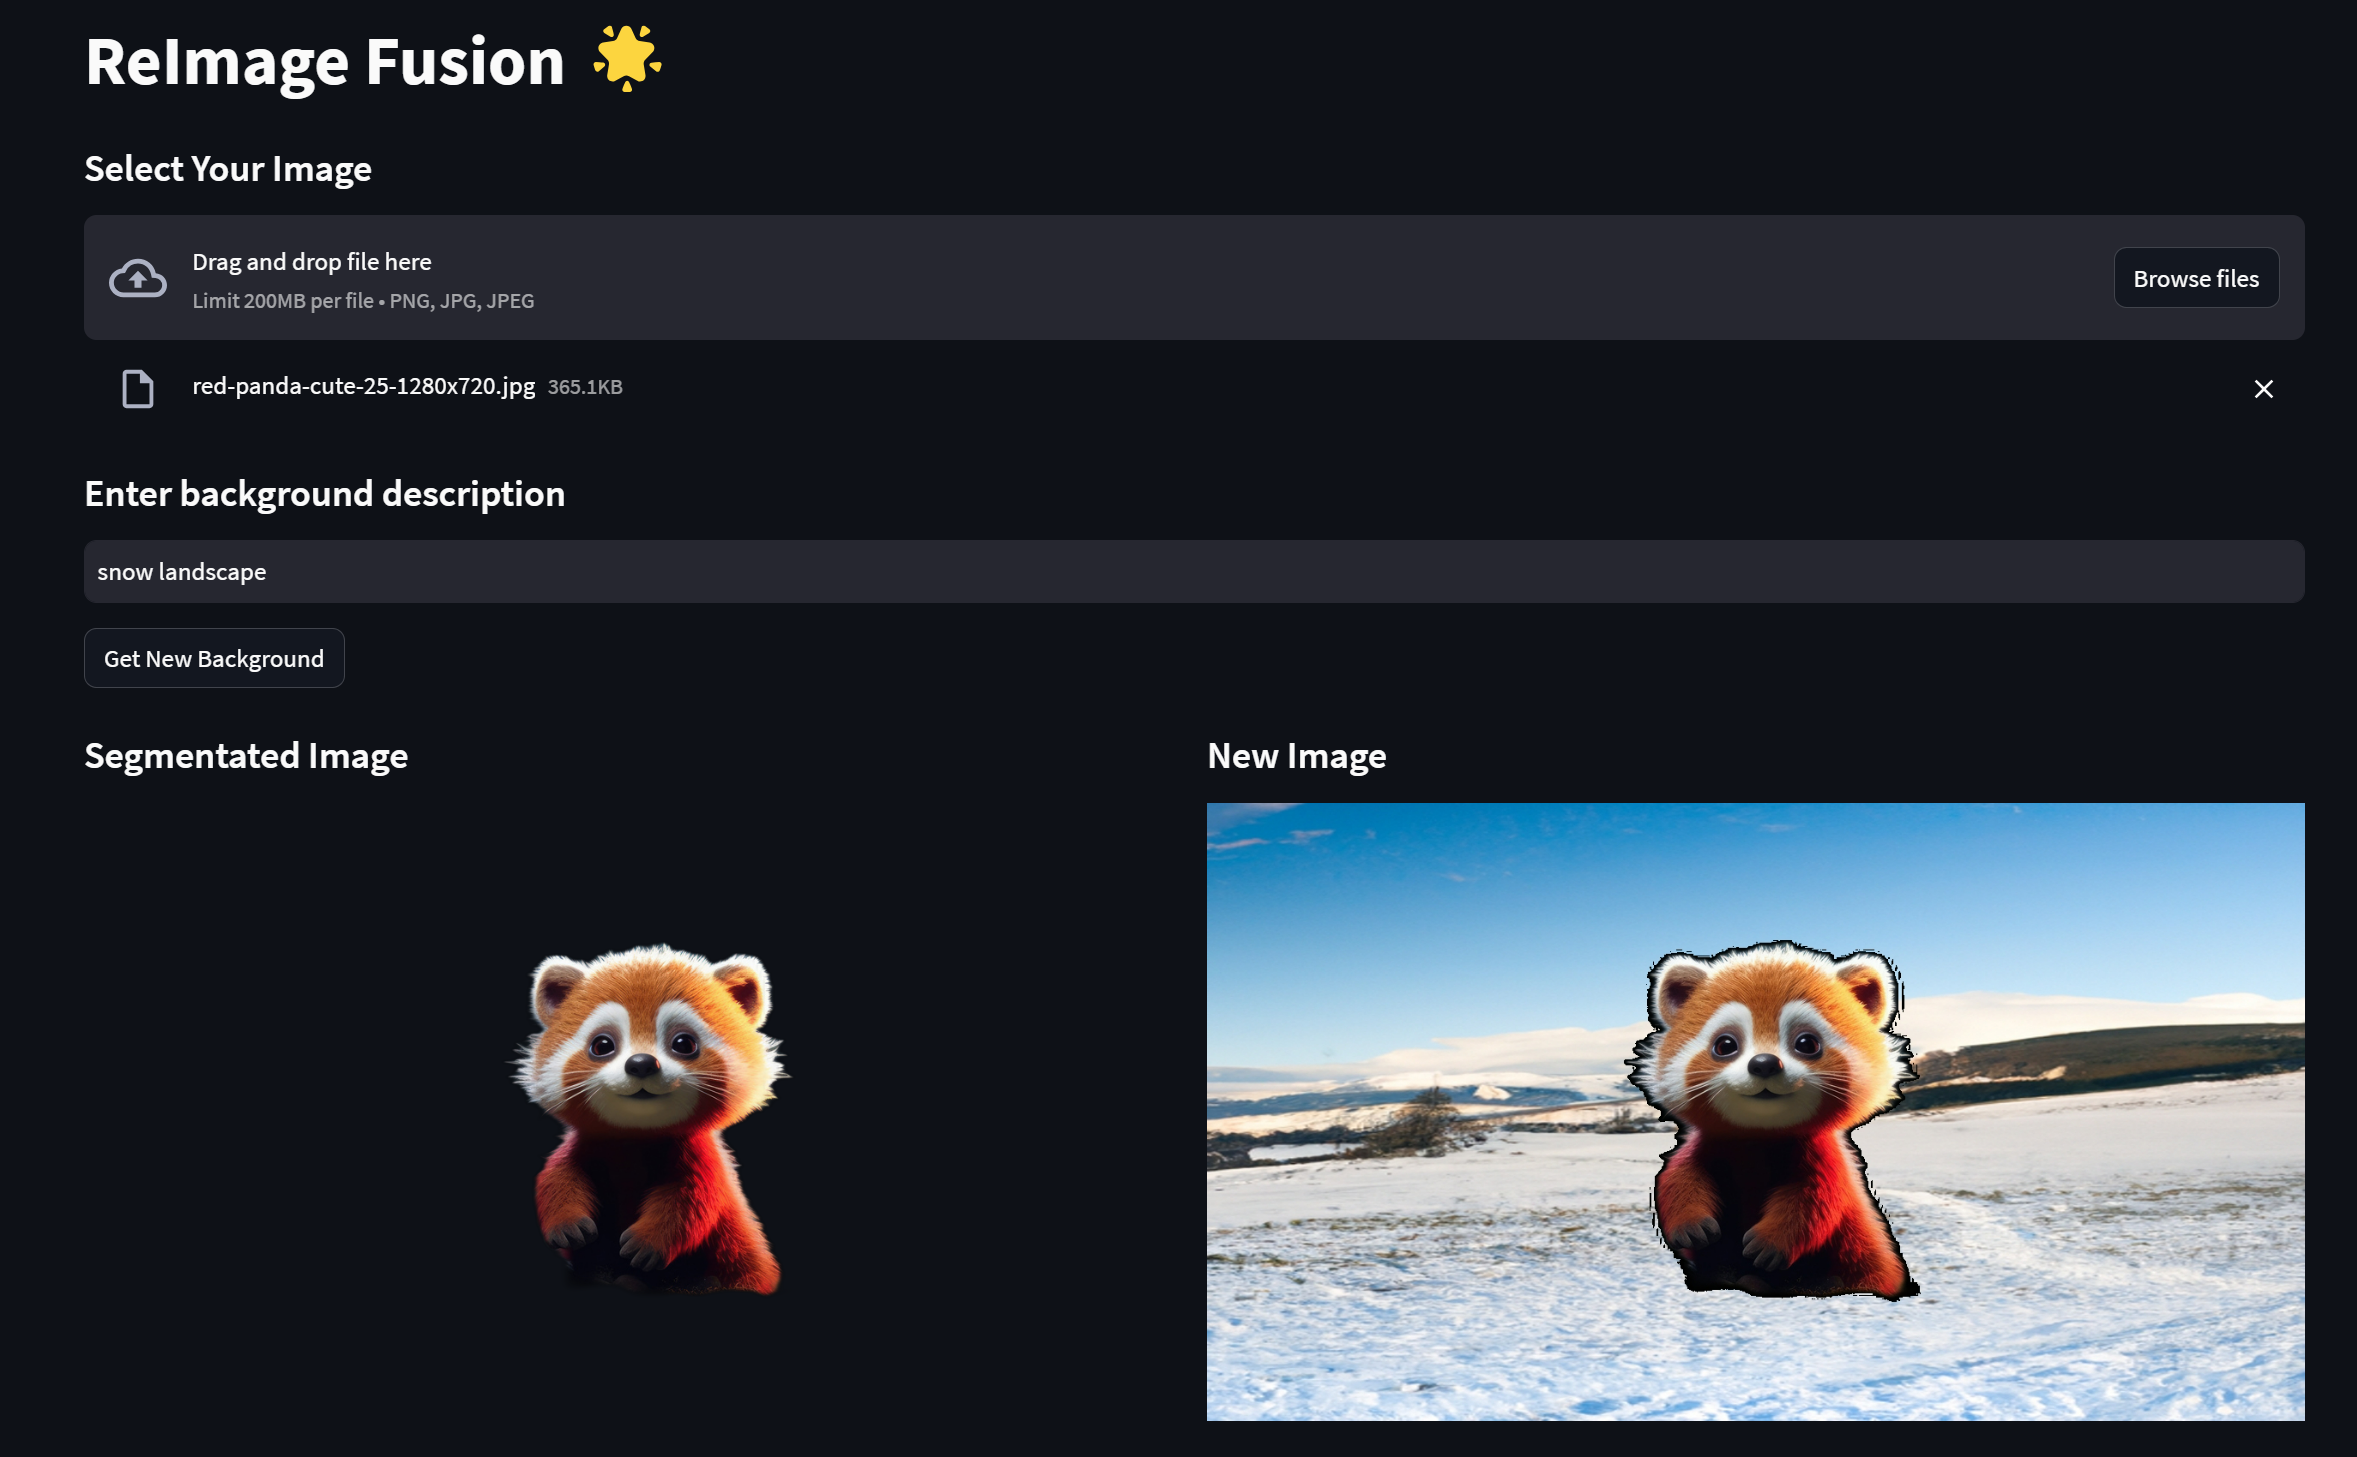 ReImage Fusion
Select Your Image
Drag and drop file here
Limit 200MB per file • PNG, JPG, JPEG
Browse files
red-panda-cute-25-1280x720.jpg 365.1KB
Enter background description
snow landscape
Get New Background
Segmentated Image
New Image